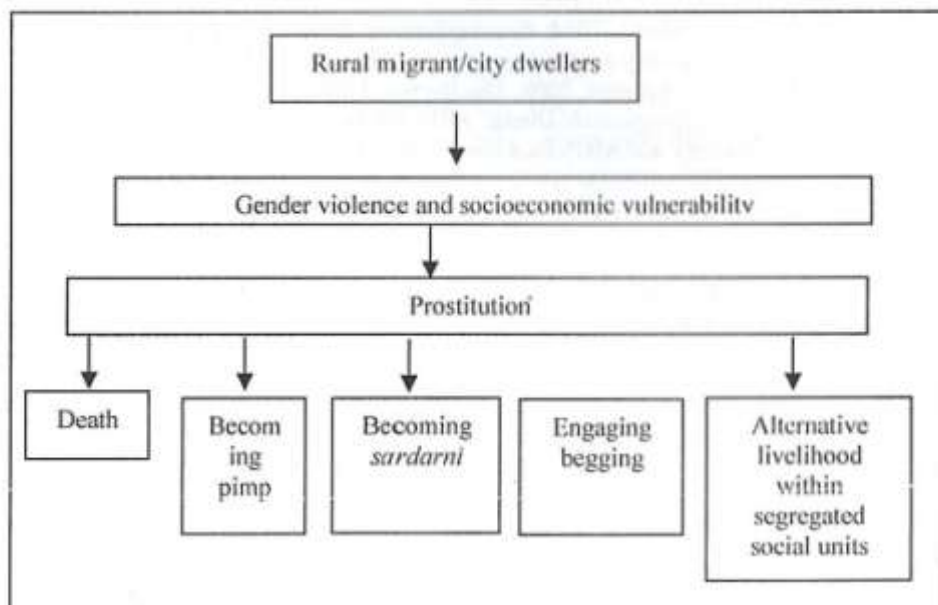 Rural migrant/city dwellers
Gender violence and socioeconomic vulnerability
Prostitution
Death
Becom
ing
pimp
Becoming
sardarni
Engaging
begging
Alternative
livelihood
within
segregated
social units